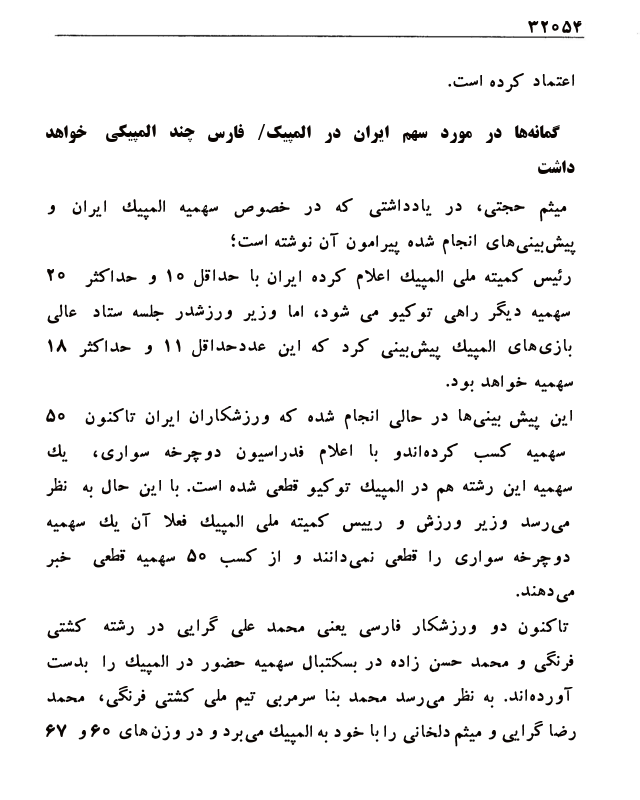 ۳۲۰۵۴
اعتماد کرده است.
گمانه‌ها در مورد سهم ایران در المپیک/ فارس چند المپیکی خواهد
داشت
میثم حجتی، در یادداشتی که در خصوص سهمیه المپیك ایران و
پیش‌بینی‌های انجام شده پیرامون آن نوشته است؛
رئیس کمیته ملی المپیك اعلام کرده ایران با حداقل ۱۰ و حداکثر ۲۰
سهمیه دیگر راهی توکیو می شود، اما وزیر ورزشدر جلسه ستاد عالی
بازی‌های المپیك پیش‌بینی کرد که این عددحداقل ۱۱ و حداکثر ۱۸
سهمیه خواهد بود.
این پیش بینی‌ها در حالی انجام شده که ورزشکاران ایران تاکنون ۵۰
سهمیه کسب کرده‌اندو با اعلام فدراسیون دوچرخه سواری، یك
سهمیه این رشته هم در المپیك توکیو قطعی شده است. با این حال به نظر
می‌رسد وزیر ورزش و رییس کمیته ملی المپیك فعلا آن یك سهمیه
دوچرخه سواری را قطعی نمی‌دانند و از کسب ۵۰ سهمیه قطعی خبر
می‌دهند.
تاکنون دو ورزشکار فارسی یعنی محمد علی گرایی در رشته کشتی
فرنگی و محمد حسن زاده در بسکتبال سهمیه حضور در المپیك را بدست
آورده‌اند. به نظر می‌رسد محمد بنا سرمربی تیم ملی کشتی فرنگی، محمد
رضا گرایی و میثم دلخانی را با خود به المپیك می‌برد و در وزن‌های ۶۰ و ۶۷